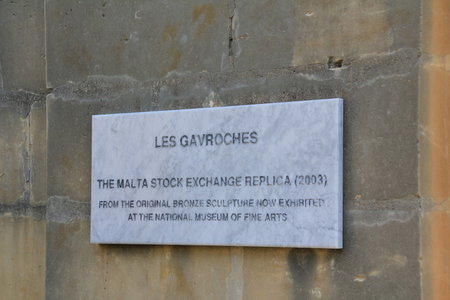 LES GAVROCHES
THE MALTA STOCK EXCHANGE REPLICA (2003)
FROM THE ORIGINAL BRONZE SCULPTURE NOW EXHIBITED
AT THE NATIONAL MUSEUM OF FINE ARTS